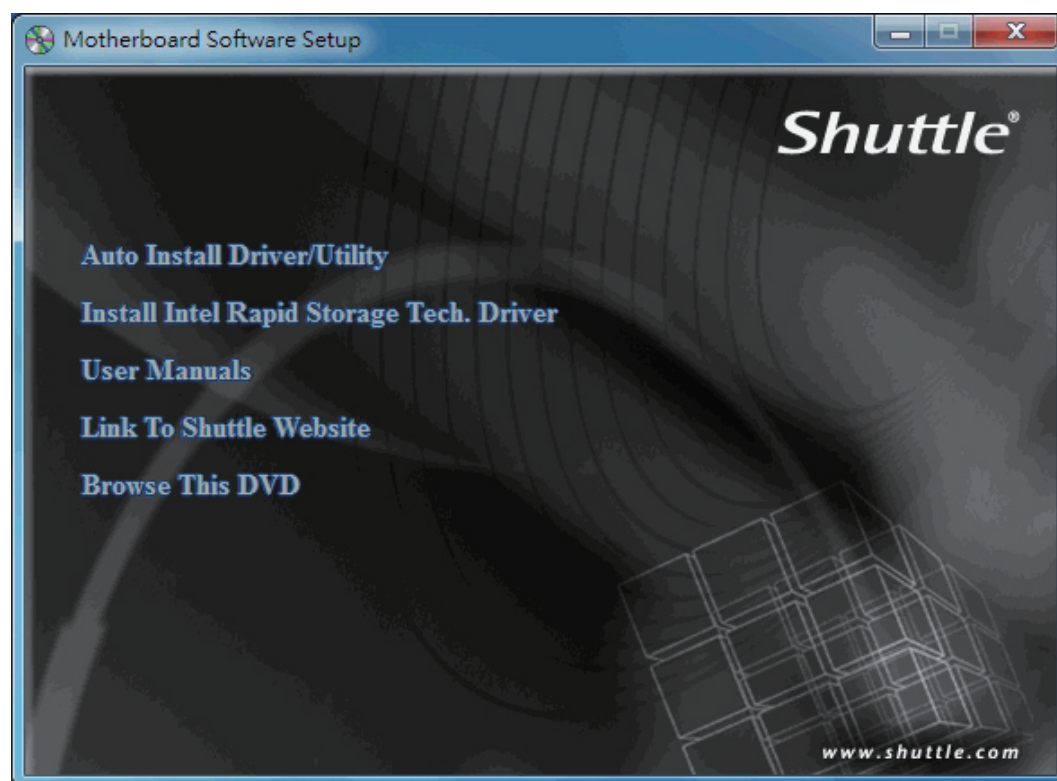 Motherboard Software Setup
Shuttle®
Auto Install Driver/Utility
Install Intel Rapid Storage Tech. Driver
User Manuals
Link To Shuttle Website
Browse This DVD
www.shuttle.com